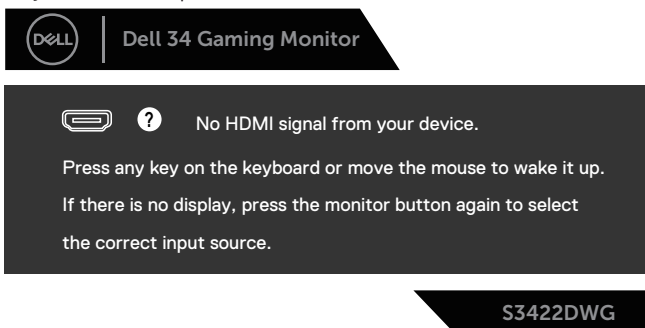 DELL
Dell 34 Gaming Monitor
? No HDMI signal from your device.
Press any key on the keyboard or move the mouse to wake it up.
If there is no display, press the monitor button again to select
the correct input source.
S3422DWG